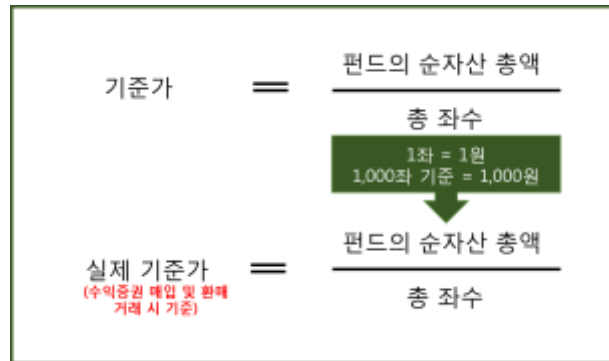 펀드의 순자산 총액
기준가 =
총 좌수
1좌 = 1원
1,000좌 기준 = 1,000원
펀드의 순자산 총액
실제 기준가 =
(수익증권 매입 및 환매
거래 시 기준)
총 좌수